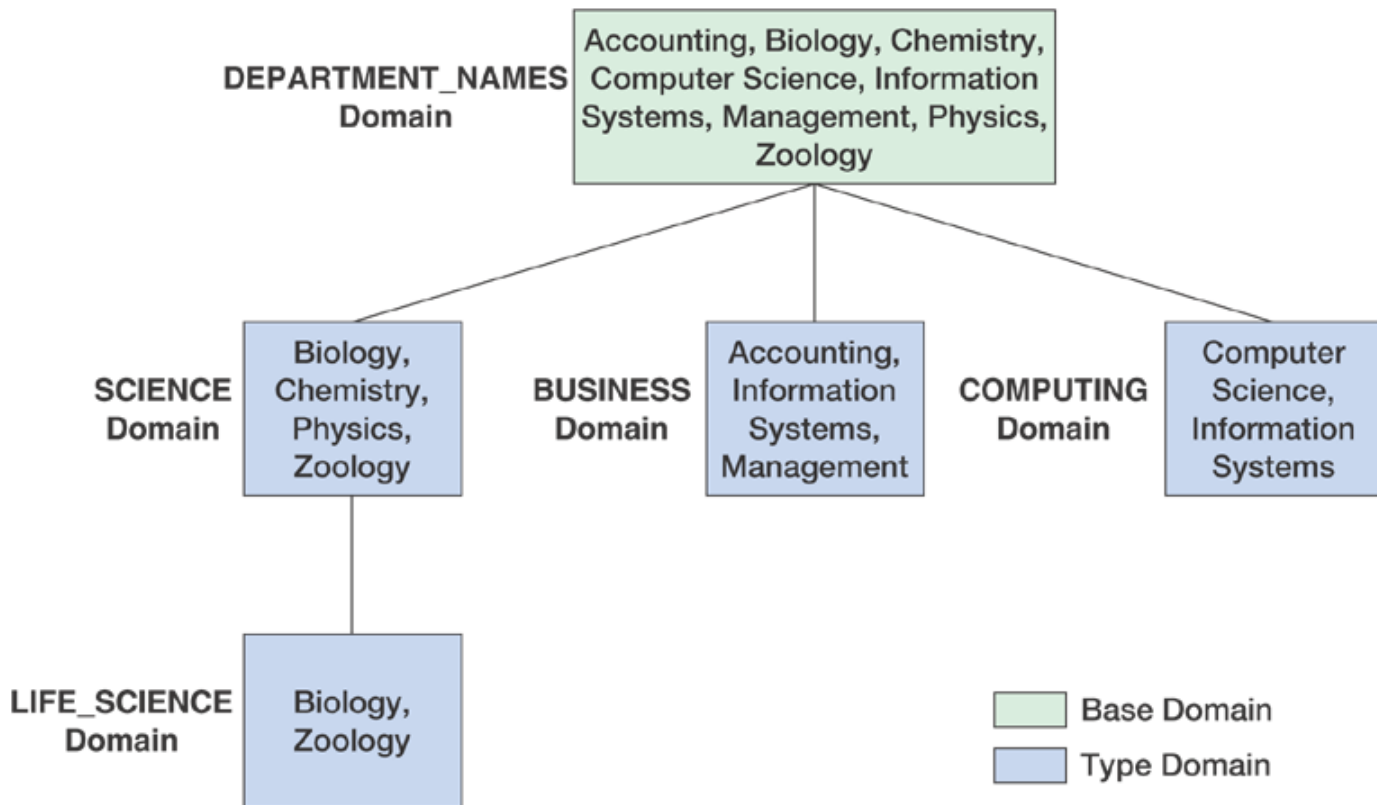 DEPARTMENT_NAMES
Domain
Accounting, Biology, Chemistry,
Computer Science, Information
Systems, Management, Physics,
Zoology
SCIENCE
Domain
Biology,
Chemistry,
Physics,
Zoology
BUSINESS
Domain
Accounting,
Information
Systems,
Management
COMPUTING
Domain
Computer
Science,
Information
Systems
LIFE_SCIENCE
Domain
Biology,
Zoology
Base Domain
Type Domain